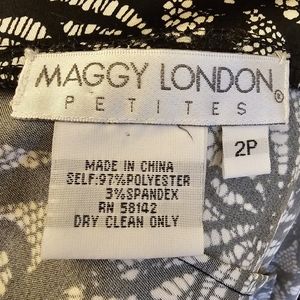 MAGGY LONDON®
PETITES
2P
MADE IN CHINA
SELF:97%POLYESTER
3%SPANDEX
RN 58142
DRY CLEAN ONLY